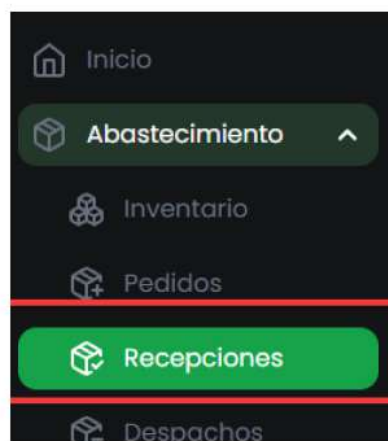 Inicio
Abastecimiento
Inventario
Pedidos
Recepciones
Despachos